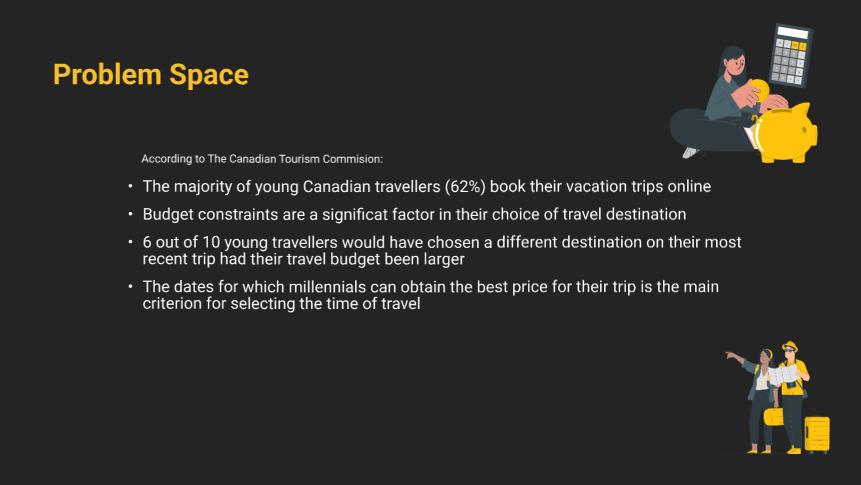 Problem Space
According to The Canadian Tourism Commision:
• The majority of young Canadian travellers (62%) book their vacation trips online
• Budget constraints are a significat factor in their choice of travel destination
• 6 out of 10 young travellers would have chosen a different destination on their most
recent trip had their travel budget been larger
• The dates for which millennials can obtain the best price for their trip is the main
criterion for selecting the time of travel